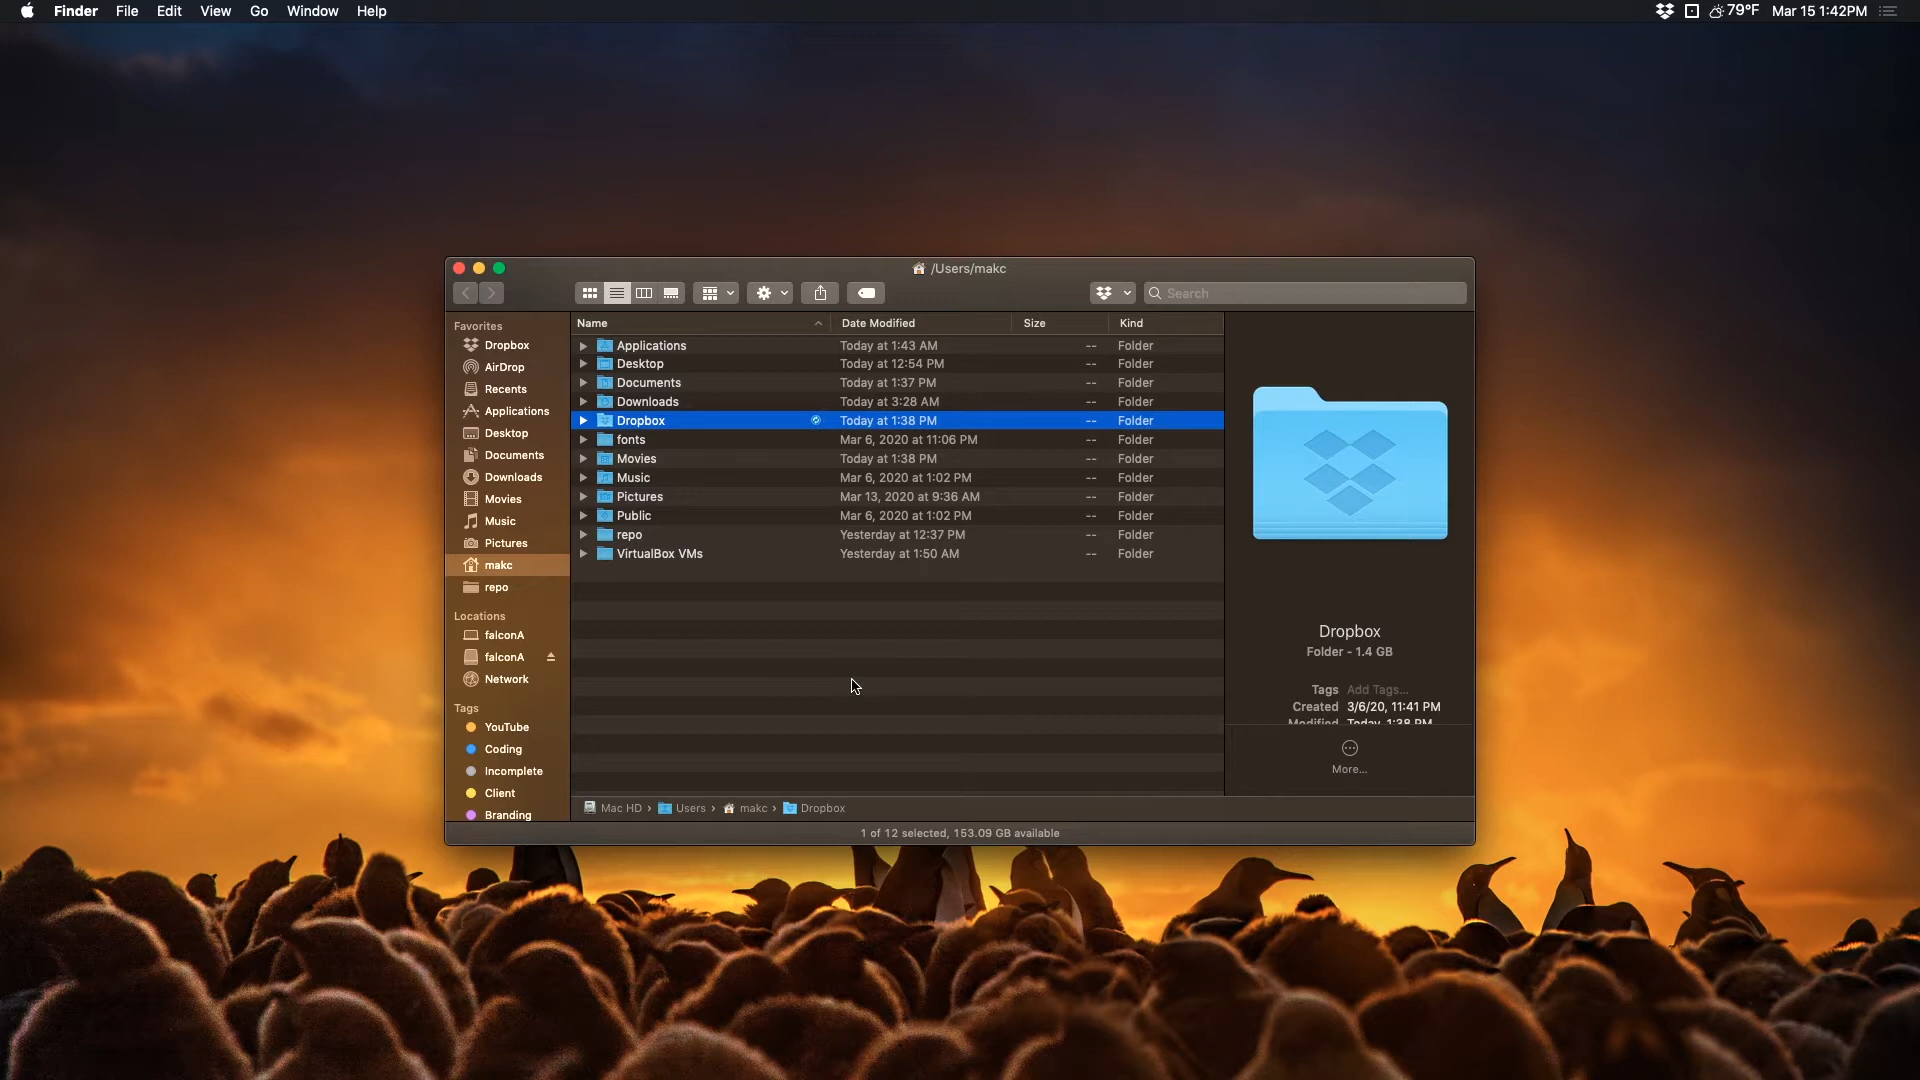 Finder File Edit View Go Window Help 79°F Mar 15 1:42PM
/Users/makc
Search
Favorites
Dropbox
AirDrop
Recents
Applications
Desktop
Documents
Downloads
Movies
Music
Pictures
makc
repo
Locations
falconA
falconA
Network
Tags
YouTube
Coding
Incomplete
Client
Branding
Name Date Modified Size Kind
Applications Today at 1:43 AM -- Folder
Desktop Today at 12:54 PM -- Folder
Documents Today at 1:37 PM -- Folder
Downloads Today at 3:28 AM -- Folder
Dropbox Today at 1:38 PM -- Folder
fonts Mar 6, 2020 at 11:06 PM -- Folder
Movies Today at 1:38 PM -- Folder
Music Mar 6, 2020 at 1:02 PM -- Folder
Pictures Mar 13, 2020 at 9:36 AM -- Folder
Public Mar 6, 2020 at 1:02 PM -- Folder
repo Yesterday at 12:37 PM -- Folder
VirtualBox VMs Yesterday at 1:50 AM -- Folder
Dropbox
Folder - 1.4 GB
Tags Add Tags...
Created 3/6/20, 11:41 PM
Modified Today, 1:38 PM
More...
Mac HD › Users › makc › Dropbox
1 of 12 selected, 153.09 GB available